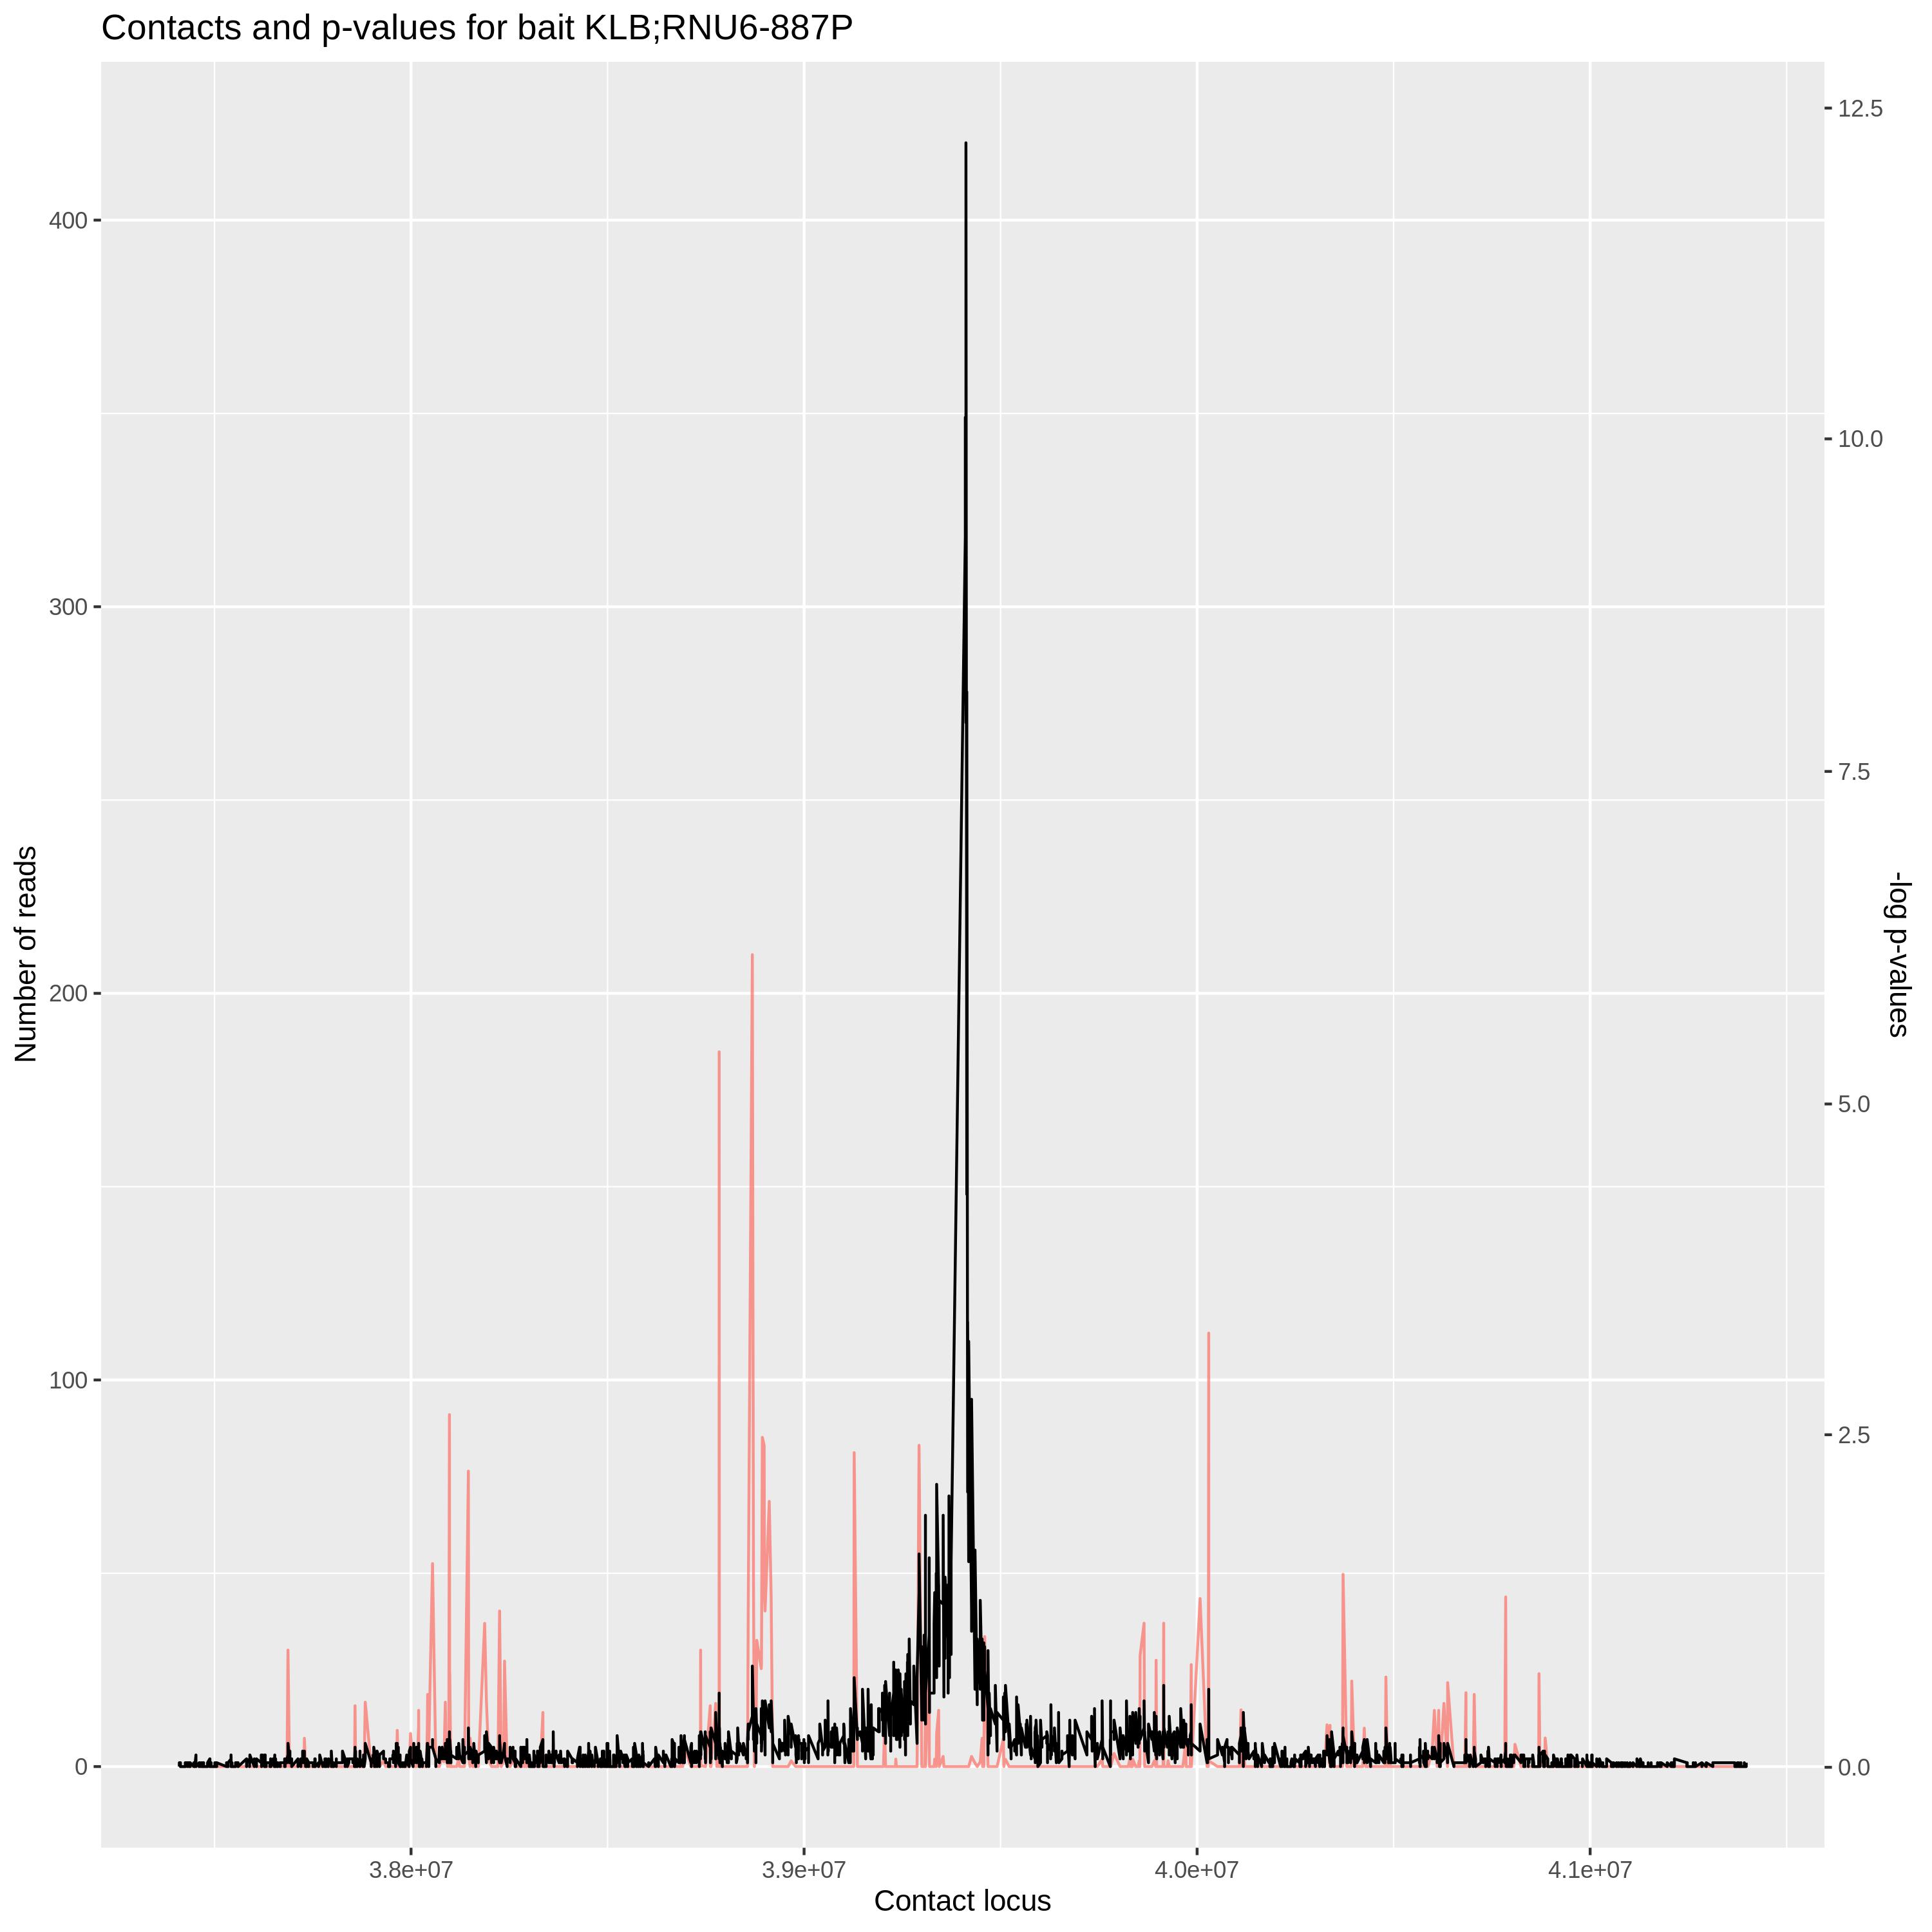 Contacts and p-values for bait KLB;RNU6-887P
12.5
400
10.0
300
7.5
Number of reads
-log p-values
200
5.0
100
2.5
0
0.0
3.8e+07
3.9e+07
4.0e+07
4.1e+07
Contact locus